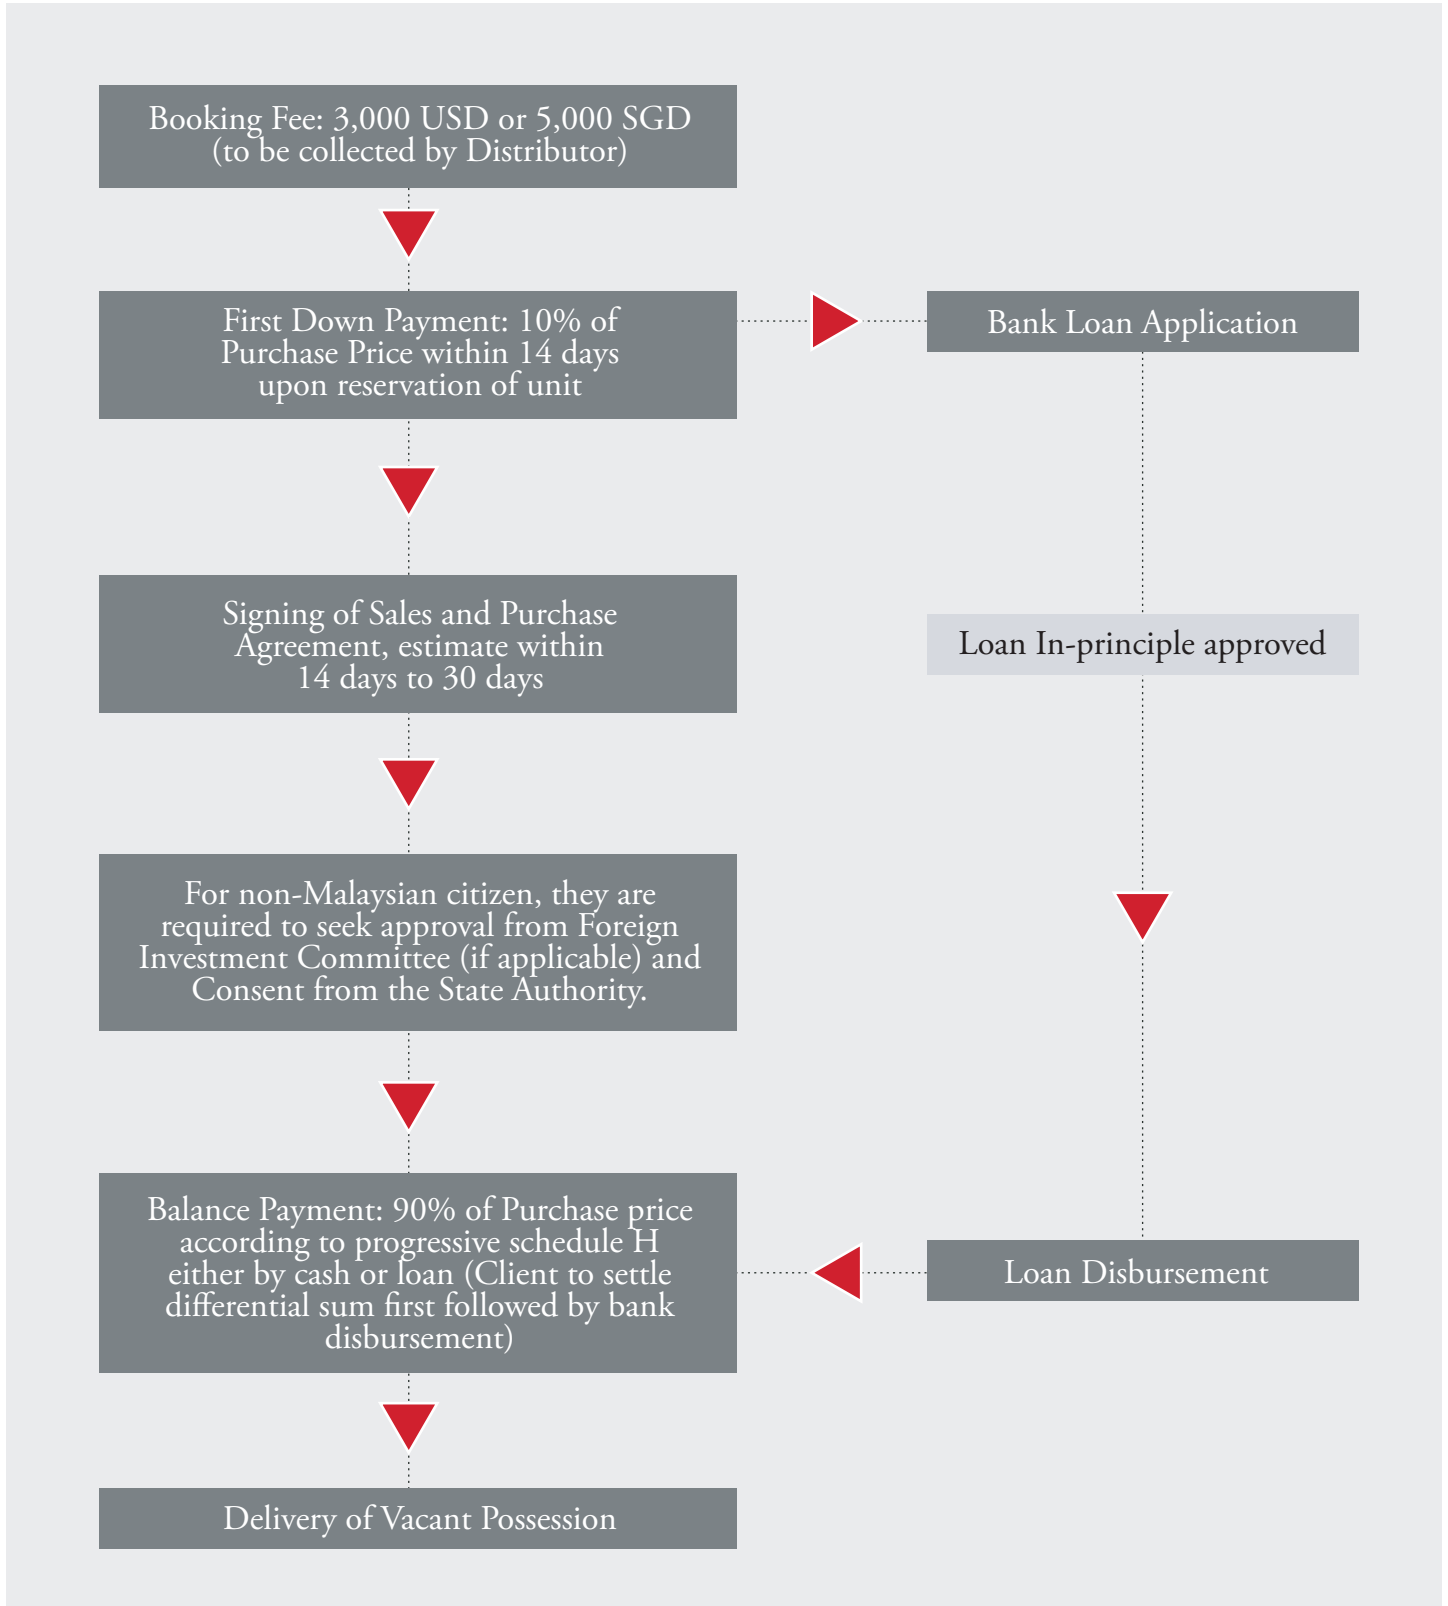 Booking Fee: 3,000 USD or 5,000 SGD
(to be collected by Distributor)
First Down Payment: 10% of
Purchase Price within 14 days
upon reservation of unit
Bank Loan Application
Signing of Sales and Purchase
Agreement, estimate within
14 days to 30 days
Loan In-principle approved
For non-Malaysian citizen, they are
required to seek approval from Foreign
Investment Committee (if applicable) and
Consent from the State Authority.
Balance Payment: 90% of Purchase price
according to progressive schedule H
either by cash or loan (Client to settle
differential sum first followed by bank
disbursement)
Loan Disbursement
Delivery of Vacant Possession